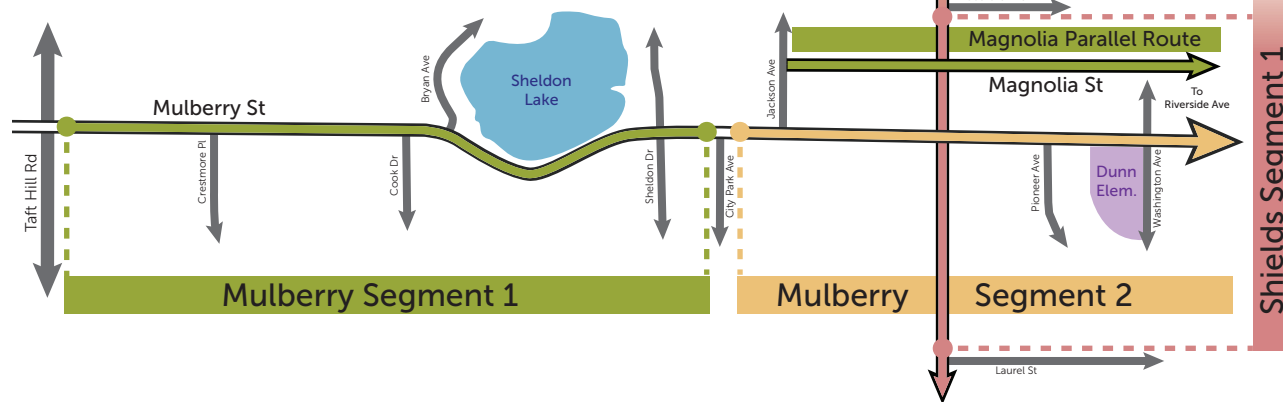 Magnolia Parallel Route
Magnolia St
To
Riverside Ave
Jackson Ave
Bryan Ave
Sheldon
Lake
Mulberry St
Taft Hill Rd
Crestmore Pl
Cook Dr
Sheldon Dr
City Park Ave
Pioneer Ave
Dunn
Elem.
Washington Ave
Shields Segment 1
Mulberry Segment 1
Mulberry Segment 2
Laurel St